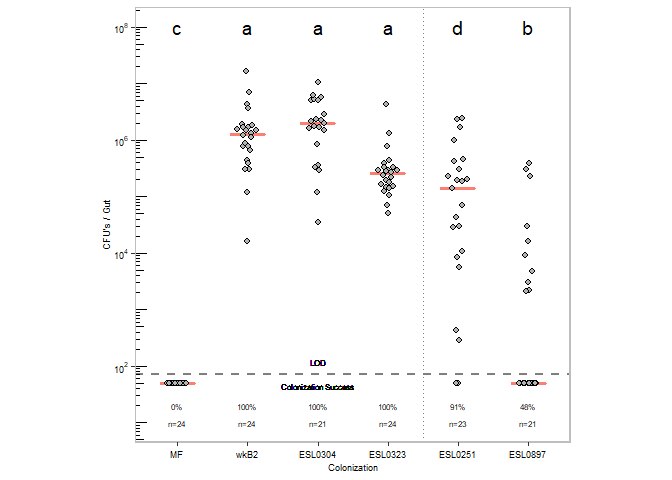 c a a a d b
10^8
10^6
10^4
10^2
CFU's / Gut
LOD
Colonization Success
0% 100% 100% 100% 91% 48%
n=24 n=24 n=21 n=24 n=23 n=21
MF wkB2 ESL0304 ESL0323 ESL0251 ESL0897
Colonization